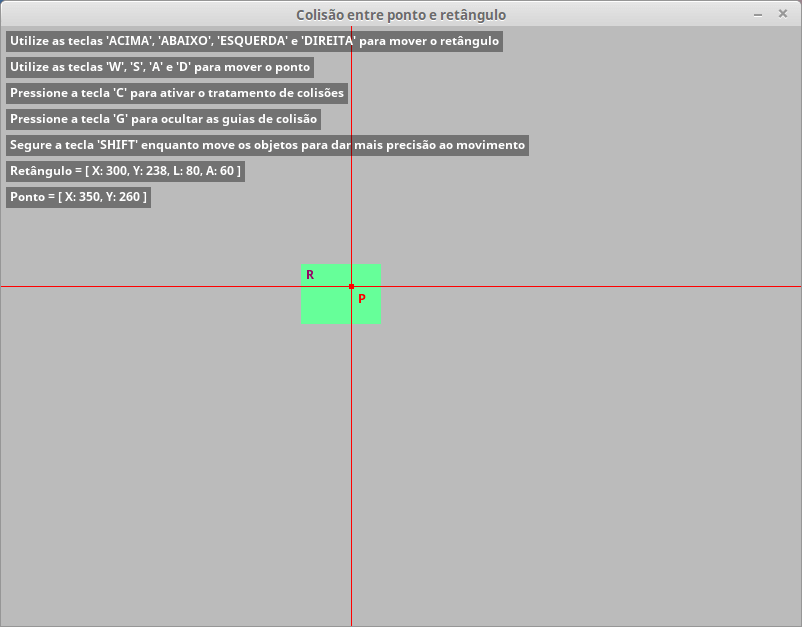 Colisão entre ponto e retângulo
Utilize as teclas 'ACIMA', 'ABAIXO', 'ESQUERDA' e 'DIREITA' para mover o retângulo
Utilize as teclas 'W', 'S', 'A' e 'D' para mover o ponto
Pressione a tecla 'C' para ativar o tratamento de colisões
Pressione a tecla 'G' para ocultar as guias de colisão
Segure a tecla 'SHIFT' enquanto move os objetos para dar mais precisão ao movimento
Retângulo = [ X: 300, Y: 238, L: 80, A: 60 ]
Ponto = [ X: 350, Y: 260 ]
R
P